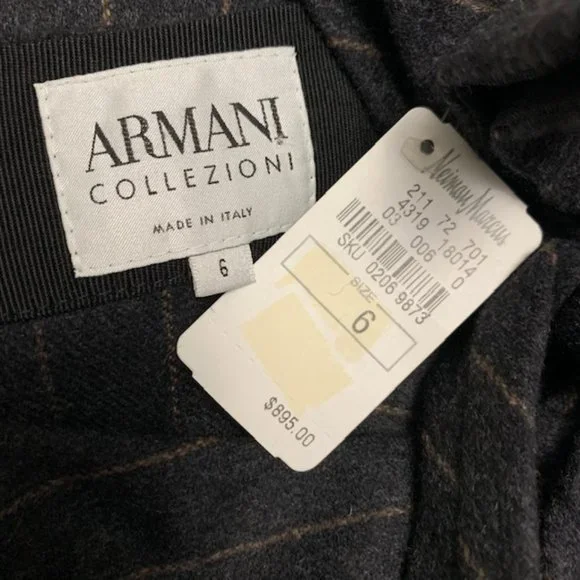 ARMANI
COLLEZIONI
MADE IN ITALY
6
Neiman Marcus
211 72 701
4319 18014
03 006 0
SKU 0206 9873
SIZE
6
$895.00